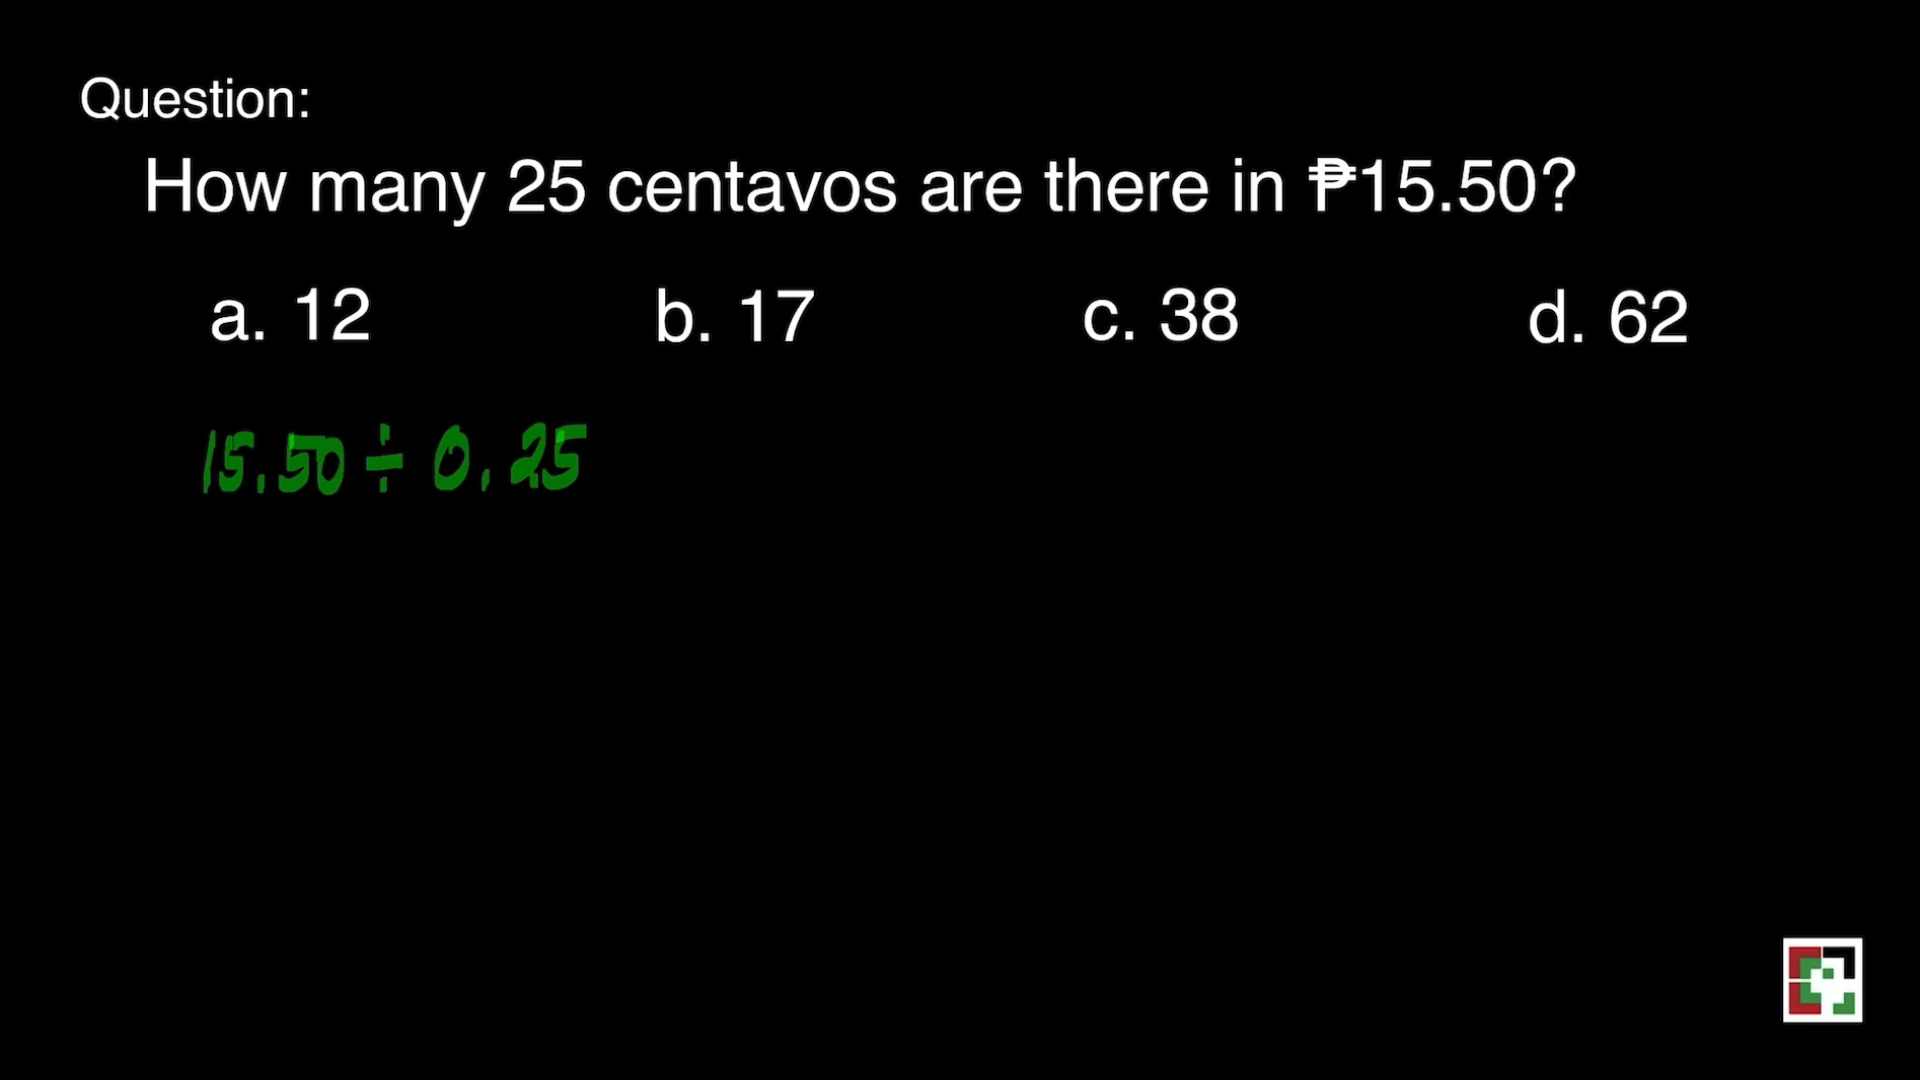 Question:
How many 25 centavos are there in ₱15.50?
a. 12 b. 17 c. 38 d. 62
15.50 ÷ 0.25